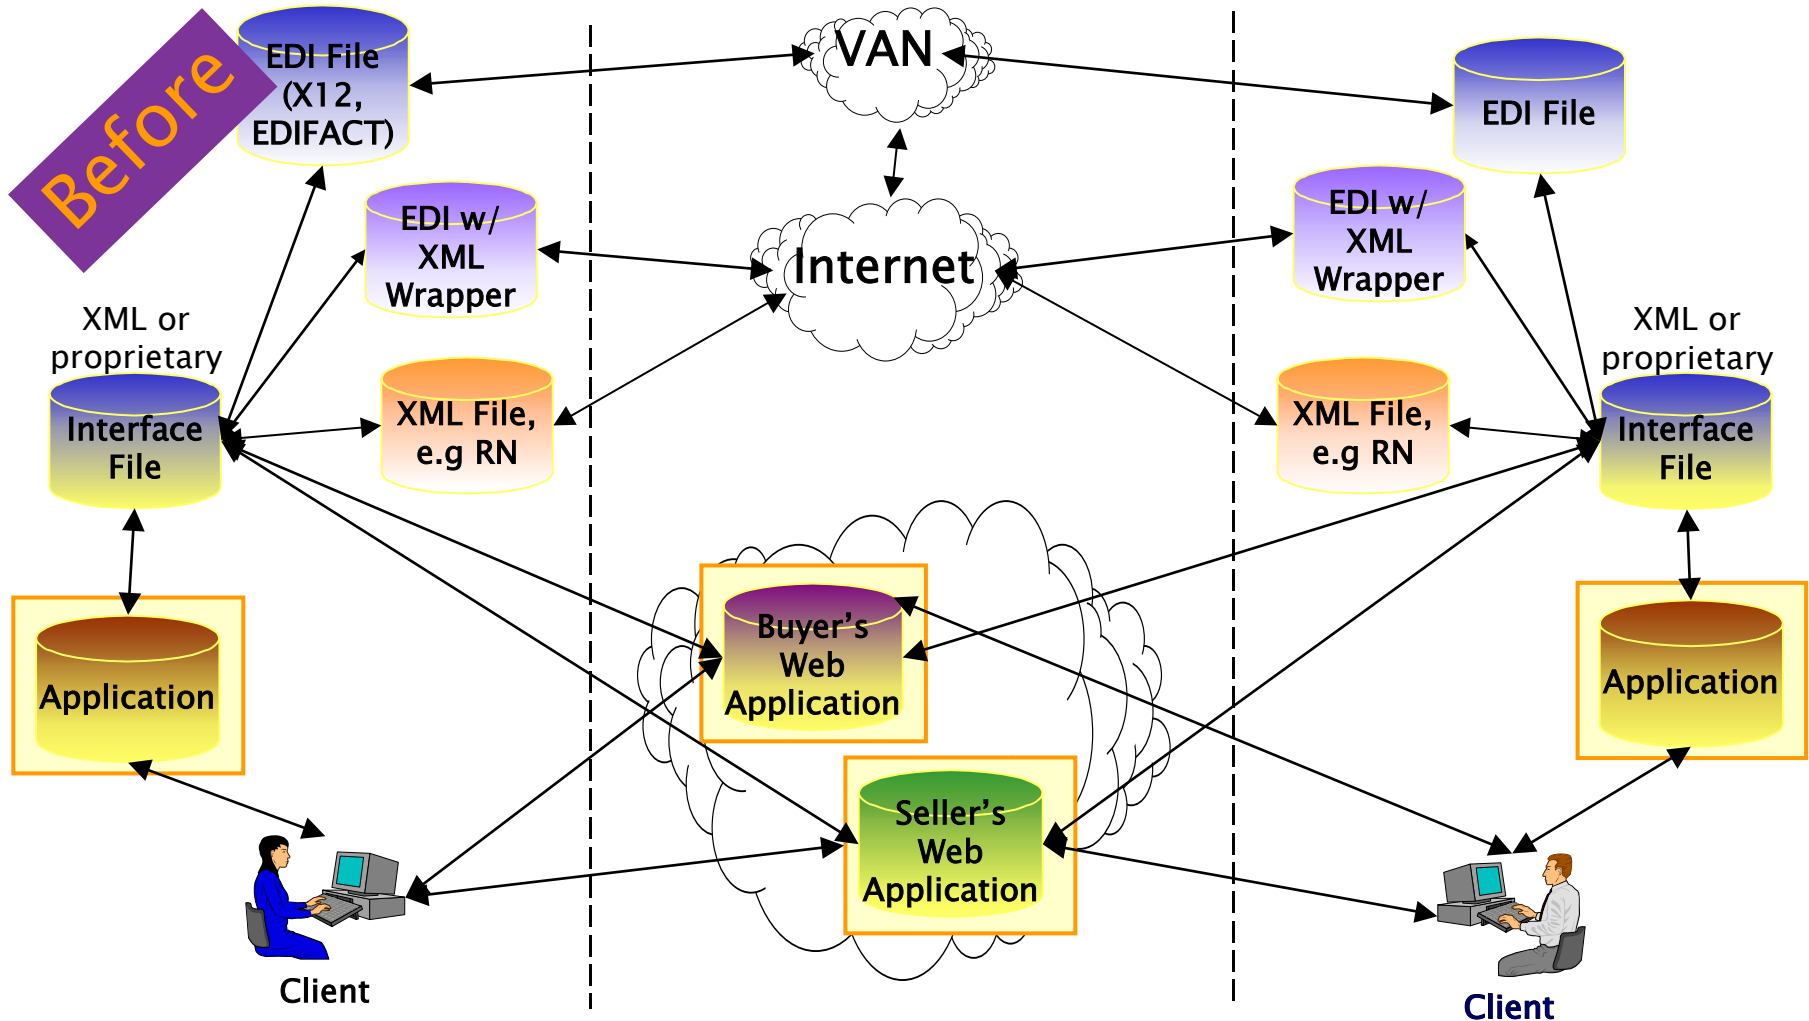 Before
EDI File
(X12,
EDIFACT)
VAN
EDI File
EDI w/
XML
Wrapper
Internet
EDI w/
XML
Wrapper
XML or
proprietary
XML or
proprietary
Interface
File
XML File,
e.g RN
XML File,
e.g RN
Interface
File
Buyer’s
Web
Application
Application
Application
Seller’s
Web
Application
Client
Client